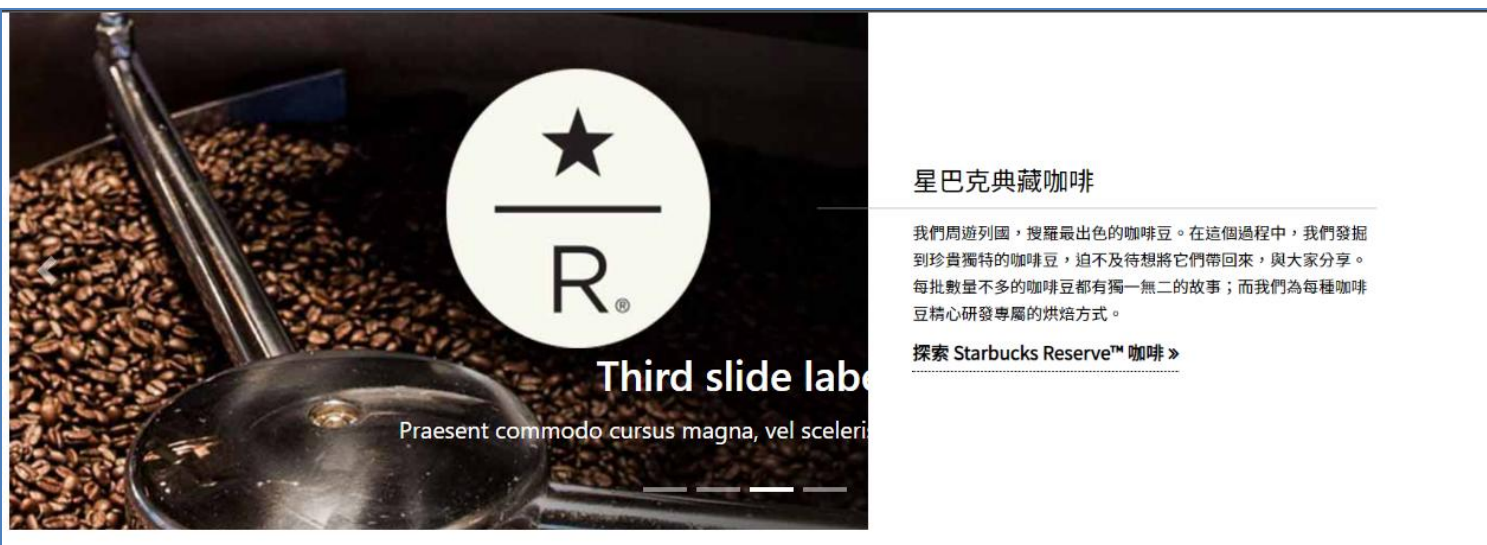 R®
Third slide labe
Praesent commodo cursus magna, vel sceleris
星巴克典藏咖啡
我們周遊列國，搜羅最出色的咖啡豆。在這個過程中，我們發掘
到珍貴獨特的咖啡豆，迫不及待想將它們帶回來，與大家分享。
每批數量不多的咖啡豆都有獨一無二的故事；而我們為每種咖啡
豆精心研發專屬的烘焙方式。
探索 Starbucks Reserve™ 咖啡 »